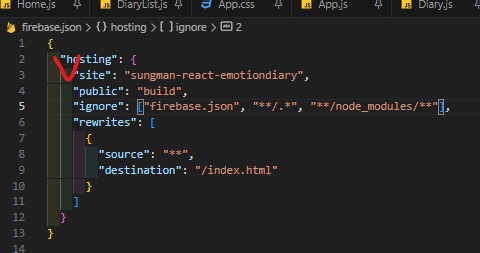 Home.js DiaryList.js App.css App.js Diary.js
firebase.json > { } hosting > [ ] ignore > 2
1 {
2 "hosting": {
3 "site": "sungman-react-emotiondiary",
4 "public": "build",
5 "ignore": ["firebase.json", "**/.*", "**/node_modules/**"],
6 "rewrites": [
7 {
8 "source": "**",
9 "destination": "/index.html"
10 }
11 ]
12 }
13 }
14